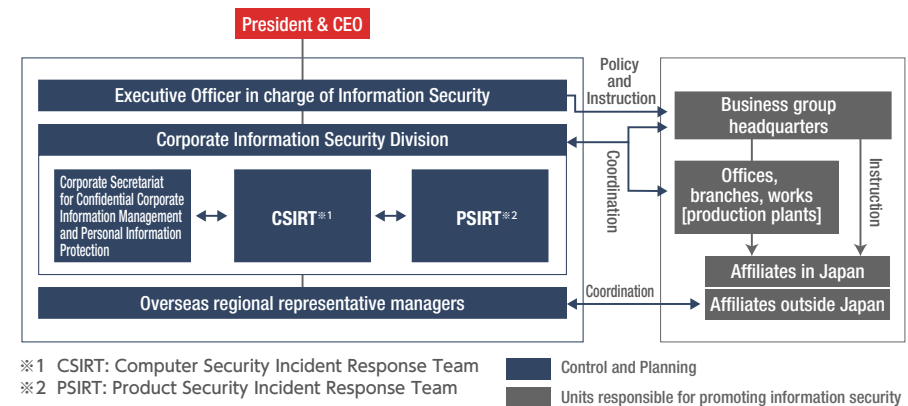 President & CEO
Executive Officer in charge of Information Security
Corporate Information Security Division
Corporate Secretariat
for Confidential Corporate
Information Management
and Personal Information
Protection
CSIRT※1
PSIRT※2
Overseas regional representative managers
Policy
and
Instruction
Coordination
Coordination
Business group
headquarters
Offices,
branches, works
[production plants]
Instruction
Affiliates in Japan
Affiliates outside Japan
※1 CSIRT: Computer Security Incident Response Team
※2 PSIRT: Product Security Incident Response Team
Control and Planning
Units responsible for promoting information security